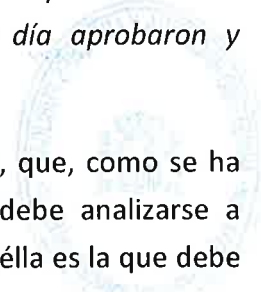 día aprobaron y
, que, como se ha
debe analizarse a
élla es la que debe